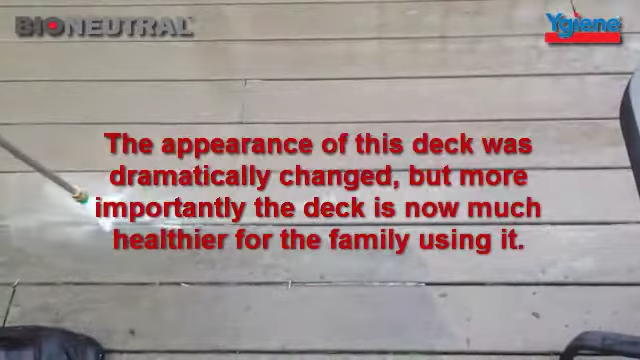 BIONEUTRAL
Ygiene
The appearance of this deck was
dramatically changed, but more
importantly the deck is now much
healthier for the family using it.